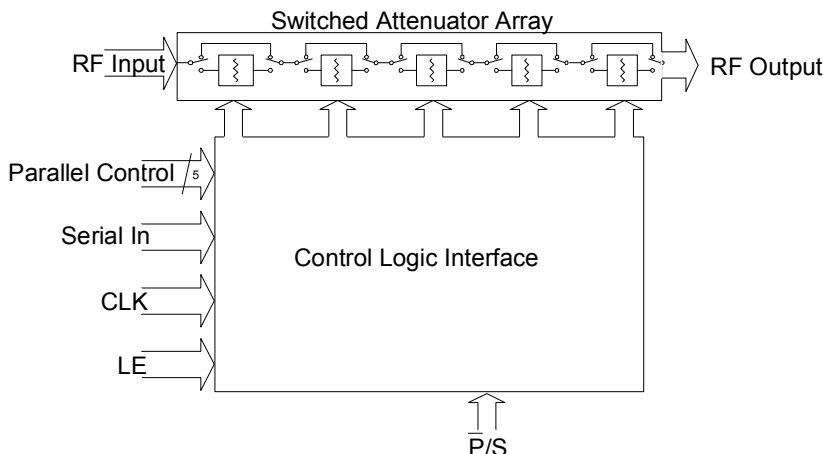 Switched Attenuator Array
RF Input
RF Output
Parallel Control
5
Serial In
Control Logic Interface
CLK
LE
P̅/S